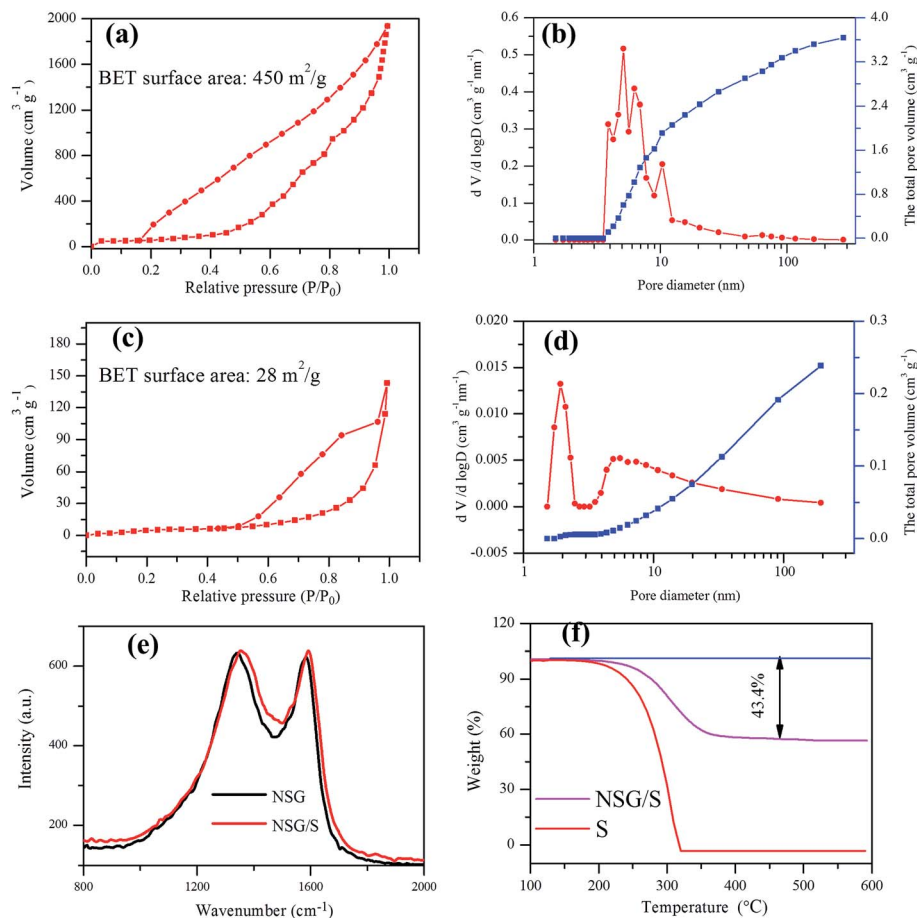 (a)
BET surface area: 450 m²/g
Volume (cm³ g⁻¹)
2000
1600
1200
800
400
0
0.0 0.2 0.4 0.6 0.8 1.0
Relative pressure (P/P₀)
(b)
d V/d logD (cm³ g⁻¹nm⁻¹)
0.6
0.5
0.4
0.3
0.2
0.1
0.0
1 10 100
Pore diameter (nm)
4.0
3.2
2.4
1.6
0.8
0.0
The total pore volume (cm³ g⁻¹)
(c)
BET surface area: 28 m²/g
Volume (cm³ g⁻¹)
180
150
120
90
60
30
0
0.0 0.2 0.4 0.6 0.8 1.0
Relative pressure (P/P₀)
(d)
d V/d logD (cm³ g⁻¹nm⁻¹)
0.020
0.015
0.010
0.005
0.000
-0.005
1 10 100
Pore diameter (nm)
0.3
0.2
0.1
0.0
The total pore volume (cm³ g⁻¹)
(e)
Intensity (a.u.)
600
400
200
NSG
NSG/S
800 1200 1600 2000
Wavenumber (cm⁻¹)
(f)
Weight (%)
120
90
60
30
0
43.4%
NSG/S
S
100 200 300 400 500 600
Temperature (°C)